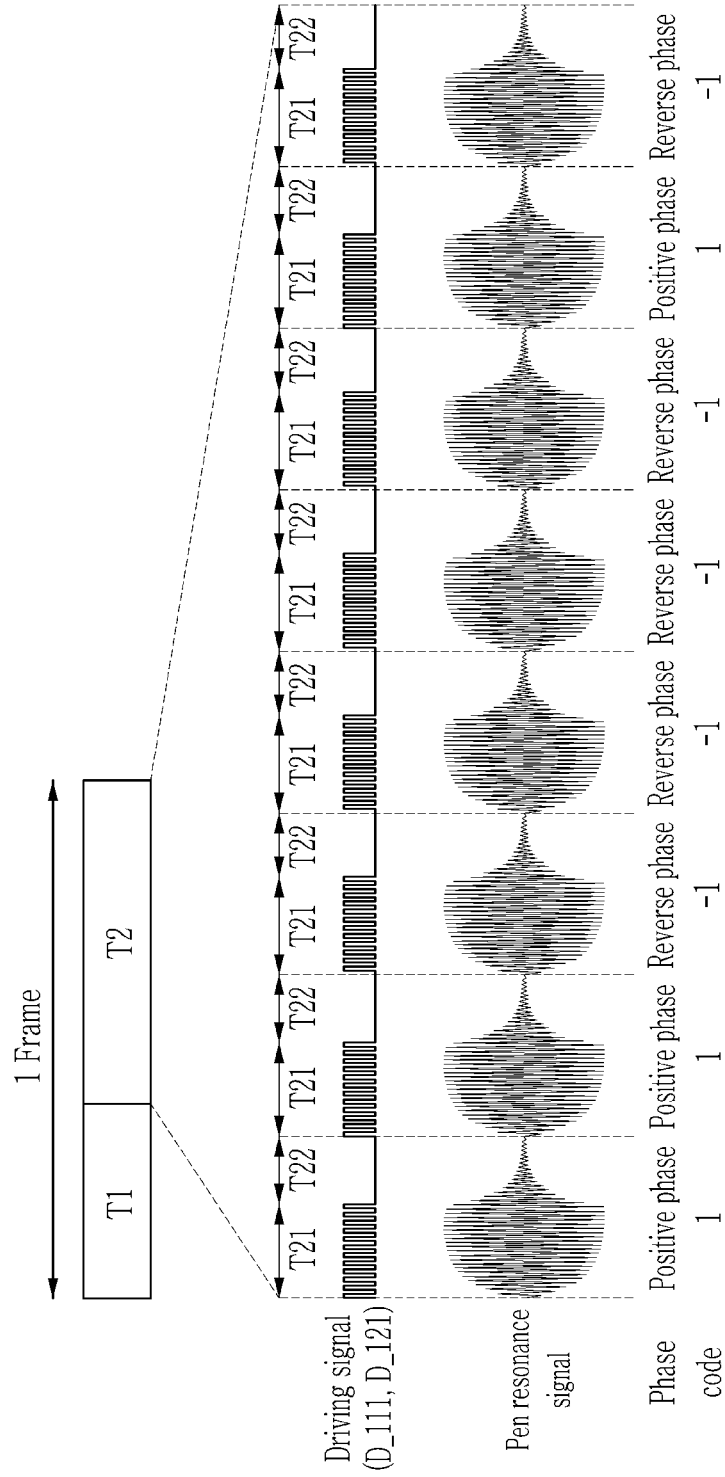 1 Frame
T1 T2
T21 T22 T21 T22 T21 T22 T21 T22 T21 T22 T21 T22 T21 T22 T21 T22
Driving signal
(D_111, D_121)
Pen resonance
signal
Phase Positive phase Positive phase Reverse phase Reverse phase Reverse phase Reverse phase Positive phase Reverse phase
code 1 1 -1 -1 -1 -1 1 -1